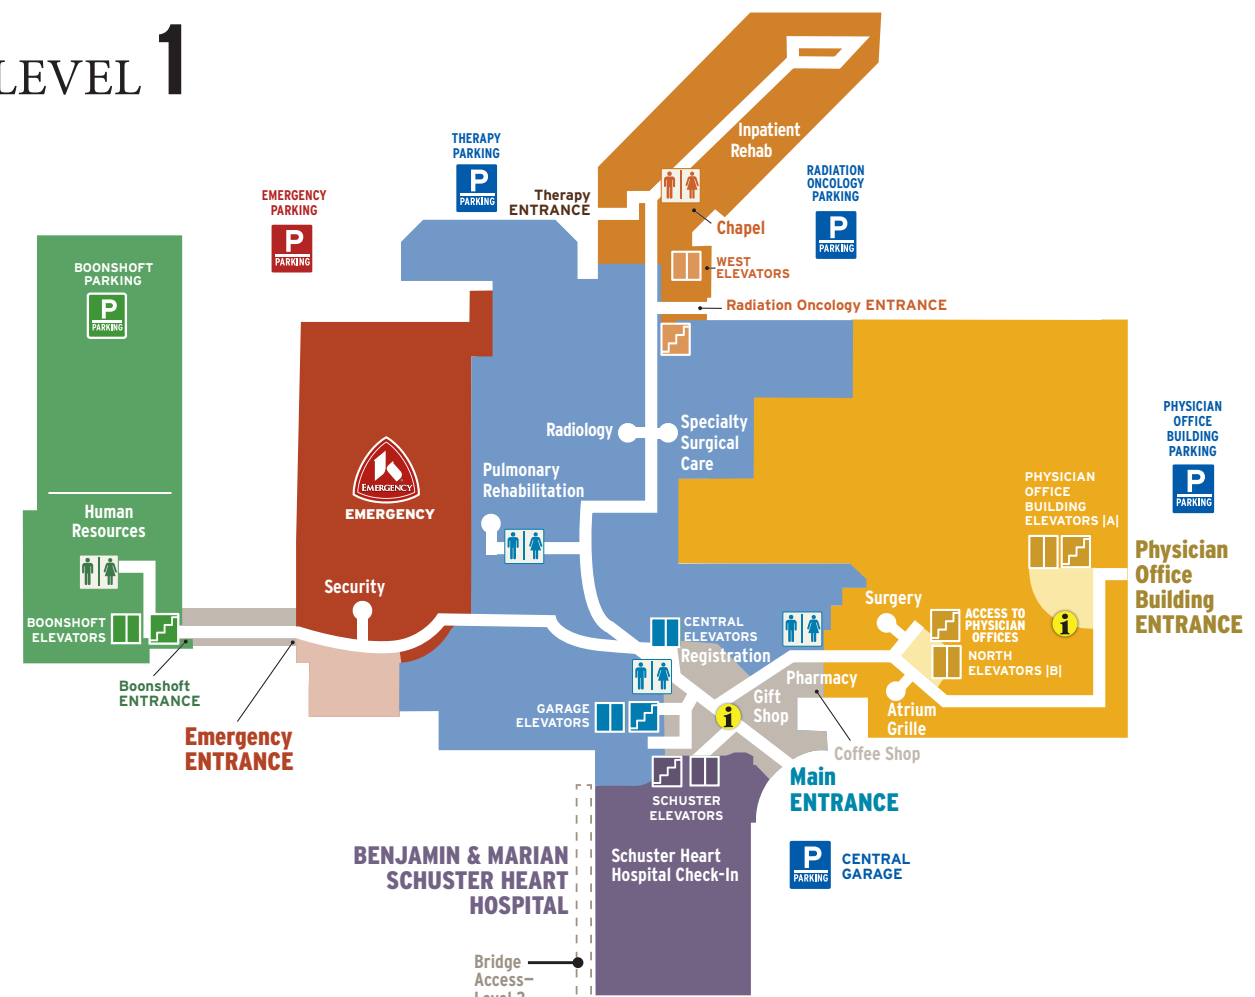 LEVEL 1
THERAPY
PARKING
P
PARKING
EMERGENCY
PARKING
P
PARKING
Therapy
ENTRANCE
Inpatient
Rehab
RADIATION
ONCOLOGY
PARKING
P
PARKING
Chapel
WEST
ELEVATORS
Radiation Oncology ENTRANCE
BOONSHOFT
PARKING
P
PARKING
Human
Resources
BOONSHOFT
ELEVATORS
Boonshoft
ENTRANCE
EMERGENCY
EMERGENCY
Security
Emergency
ENTRANCE
Radiology
Specialty
Surgical
Care
Pulmonary
Rehabilitation
PHYSICIAN
OFFICE
BUILDING
PARKING
P
PARKING
PHYSICIAN
OFFICE
BUILDING
ELEVATORS |A|
Physician
Office
Building
ENTRANCE
i
Surgery
ACCESS TO
PHYSICIAN
OFFICES
NORTH
ELEVATORS |B|
CENTRAL
ELEVATORS
Registration
Pharmacy
Gift
Shop
i
Atrium
Grille
Coffee Shop
GARAGE
ELEVATORS
Main
ENTRANCE
SCHUSTER
ELEVATORS
BENJAMIN & MARIAN
SCHUSTER HEART
HOSPITAL
Schuster Heart
Hospital Check-In
P
PARKING
CENTRAL
GARAGE
Bridge
Access–
Level 2